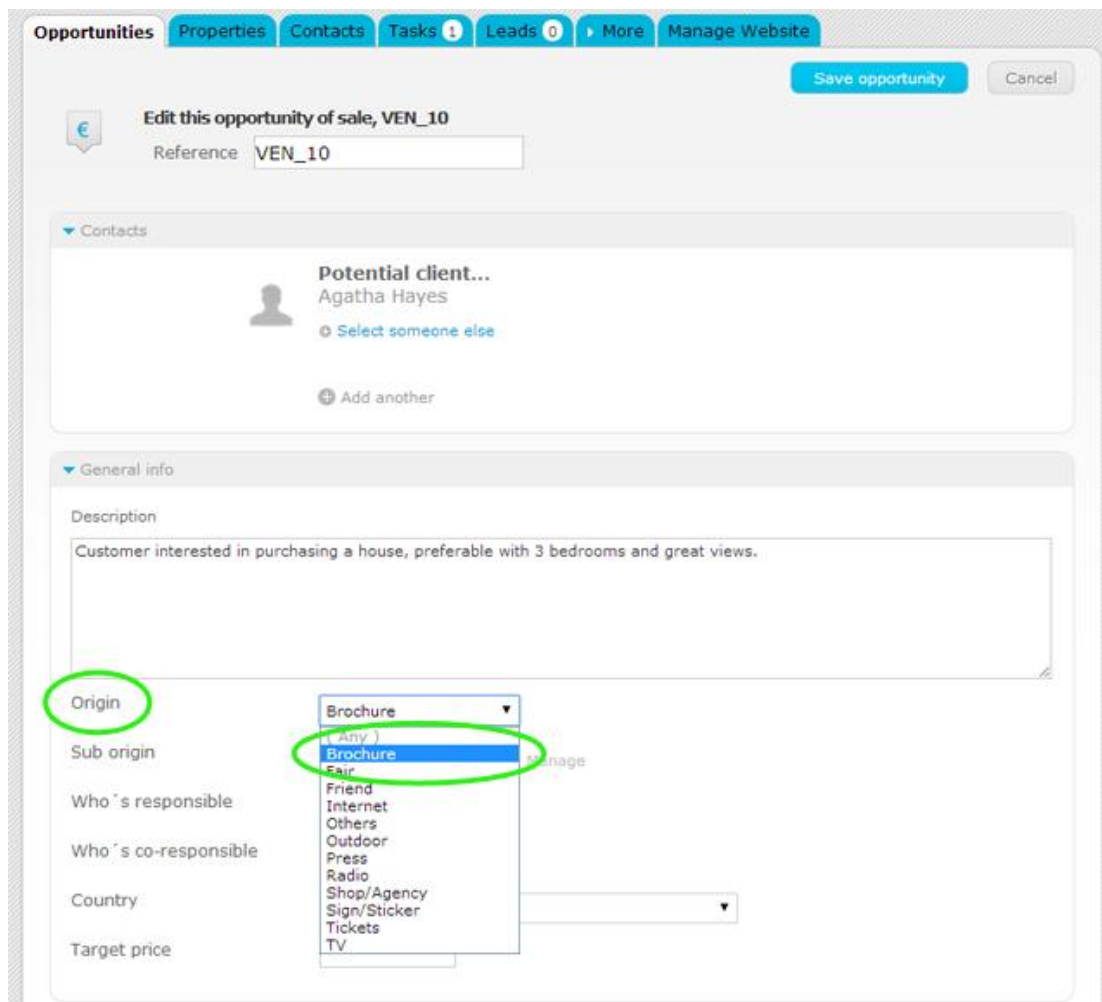 Opportunities Properties Contacts Tasks 1 Leads 0 More Manage Website
Save opportunity Cancel
€
Edit this opportunity of sale, VEN_10
Reference VEN_10
Contacts
Potential client...
Agatha Hayes
Select someone else
Add another
General info
Description
Customer interested in purchasing a house, preferable with 3 bedrooms and great views.
Origin Brochure
( Any )
Sub origin Brochure Manage
Fair
Friend
Who´s responsible Internet
Others
Outdoor
Who´s co-responsible Press
Radio
Country Shop/Agency
Sign/Sticker
Tickets
Target price TV